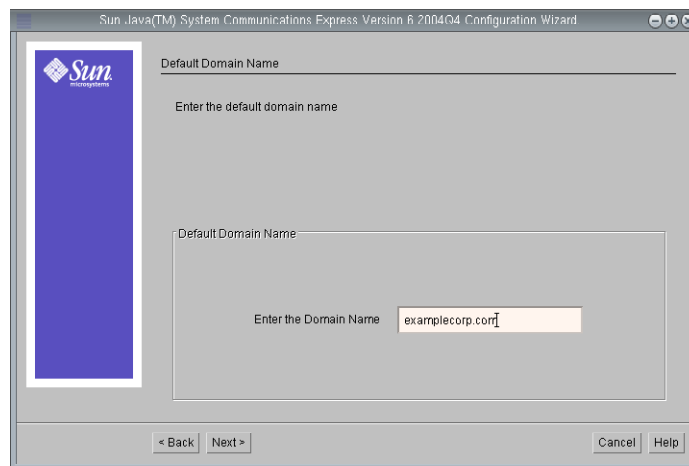 Sun Java(TM) System Communications Express Version 6 2004Q4 Configuration Wizard
Sun
microsystems
Default Domain Name
Enter the default domain name
Default Domain Name
Enter the Domain Name examplecorp.com
< Back Next > Cancel Help